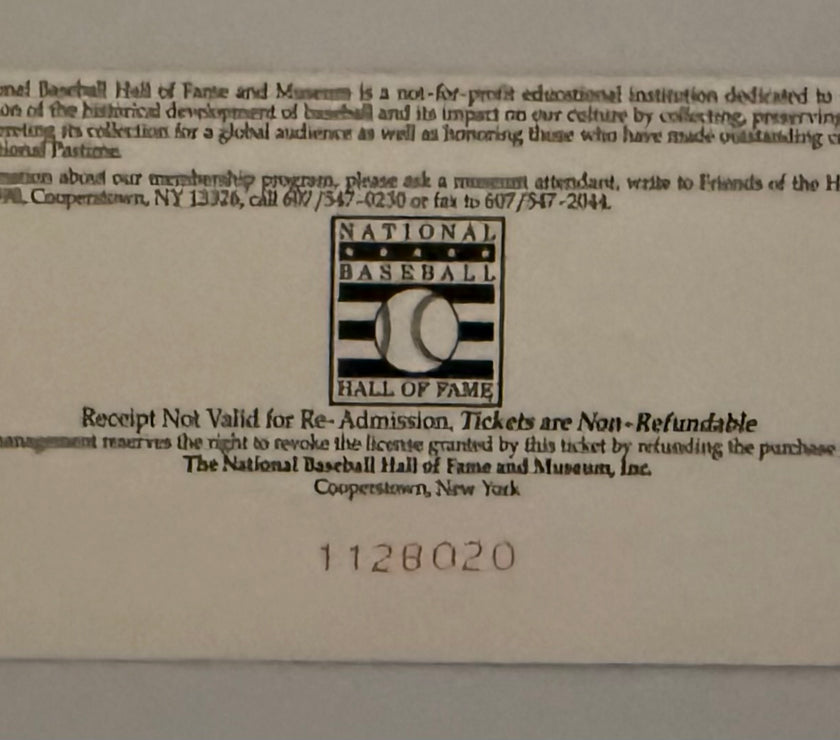 nal Baseball Hall of Fame and Museum is a not-for-profit educational institution dedicated to
on of the historical development of baseball and its impact on our culture by collecting, preserving
preting its collection for a global audience as well as honoring those who have made outstanding
tional Pastime.
mation about our membership program, please ask a museum attendant, write to Friends of the H
Cooperstown, NY 13326, call 607/547-0230 or fax to 607/547-2044.
NATIONAL
BASEBALL
HALL OF FAME
Receipt Not Valid for Re-Admission, Tickets are Non-Refundable
anagement reserves the right to revoke the license granted by this ticket by refunding the purchase
The National Baseball Hall of Fame and Museum, Inc.
Cooperstown, New York
1128020